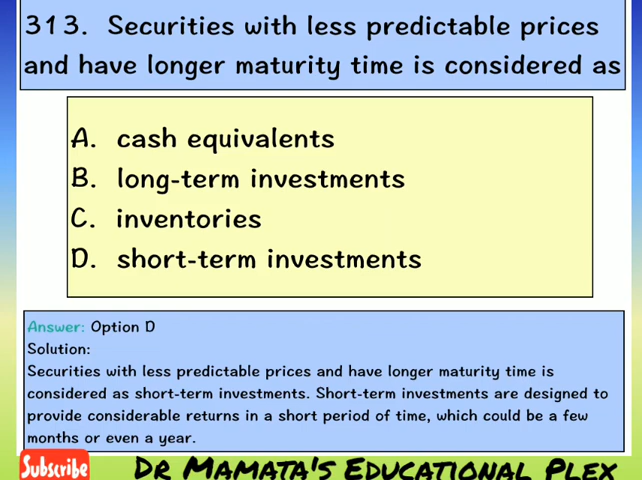 313. Securities with less predictable prices
and have longer maturity time is considered as
A. cash equivalents
B. long-term investments
C. inventories
D. short-term investments
Answer: Option D
Solution:
Securities with less predictable prices and have longer maturity time is
considered as short-term investments. Short-term investments are designed to
provide considerable returns in a short period of time, which could be a few
months or even a year.
Subscribe
DR MAMATA'S EDUCATIONAL PLEX